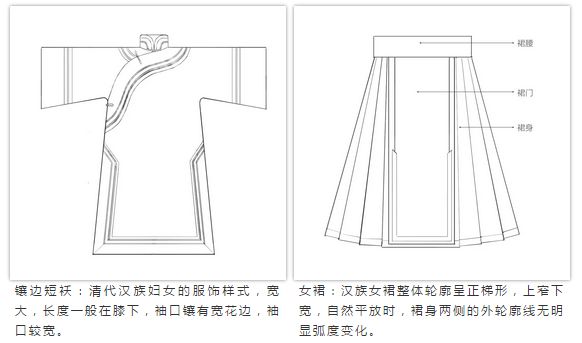 裙腰
裙门
裙身
镶边短袄：清代汉族妇女的服饰样式，宽
大，长度一般在膝下，袖口镶有宽花边，袖
口较宽。
女裙：汉族女裙整体轮廓呈正梯形，上窄下
宽，自然平放时，裙身两侧的外轮廓线无明
显弧度变化。